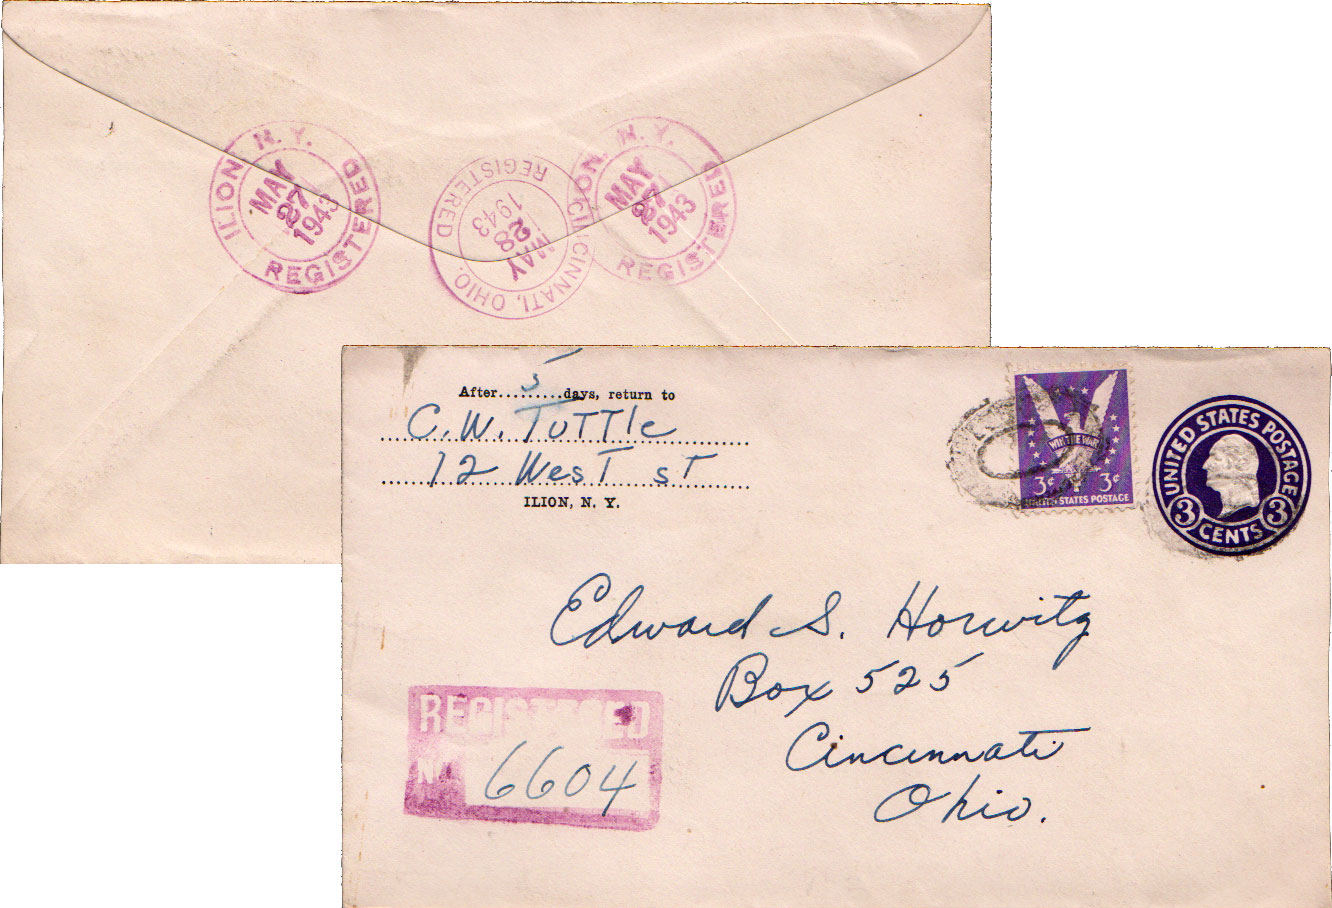 ILION, N. Y.
MAY
27
1943
REGISTERED
CINCINNATI, OHIO.
MAY
28
1943
REGISTERED
ILION, N. Y.
MAY
27
1943
REGISTERED
After 5 days, return to
C. W. TuTTle
12 WesT sT
ILION, N. Y.
WIN THE WAR
3¢ 3¢
UNITED STATES POSTAGE
UNITED STATES POSTAGE
3 CENTS 3
Edward S. Horwitz
Box 525
Cincinnati
Ohio.
REGISTERED
No.
6604